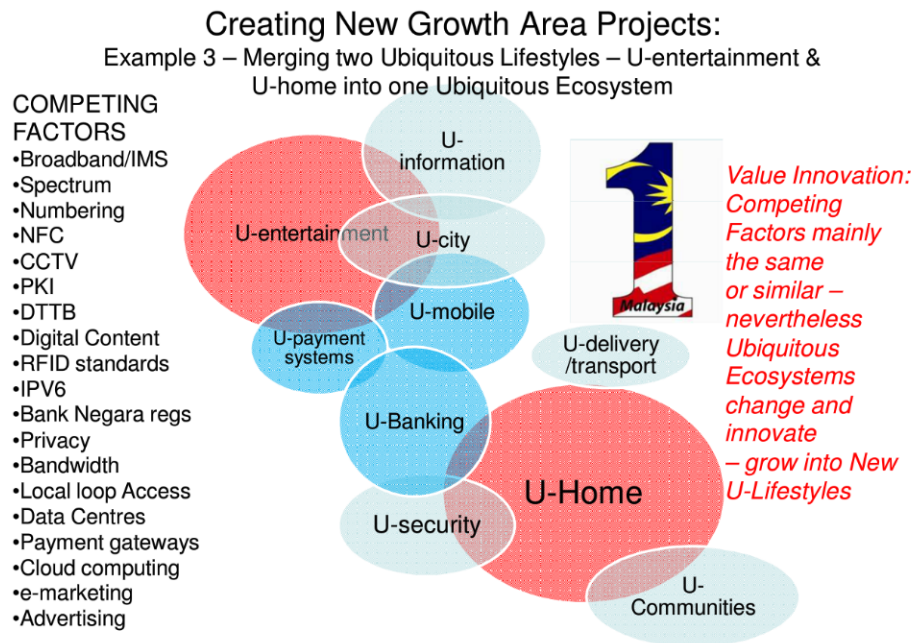 Creating New Growth Area Projects:
Example 3 – Merging two Ubiquitous Lifestyles – U-entertainment &
U-home into one Ubiquitous Ecosystem
COMPETING
FACTORS
•Broadband/IMS
•Spectrum
•Numbering
•NFC
•CCTV
•PKI
•DTTB
•Digital Content
•RFID standards
•IPV6
•Bank Negara regs
•Privacy
•Bandwidth
•Local loop Access
•Data Centres
•Payment gateways
•Cloud computing
•e-marketing
•Advertising
U-
information
U-entertainment
U-city
U-mobile
U-payment
systems
U-Banking
U-security
U-delivery
/transport
U-Home
U-
Communities
1
Malaysia
Value Innovation:
Competing
Factors mainly
the same
or similar –
nevertheless
Ubiquitous
Ecosystems
change and
innovate
– grow into New
U-Lifestyles